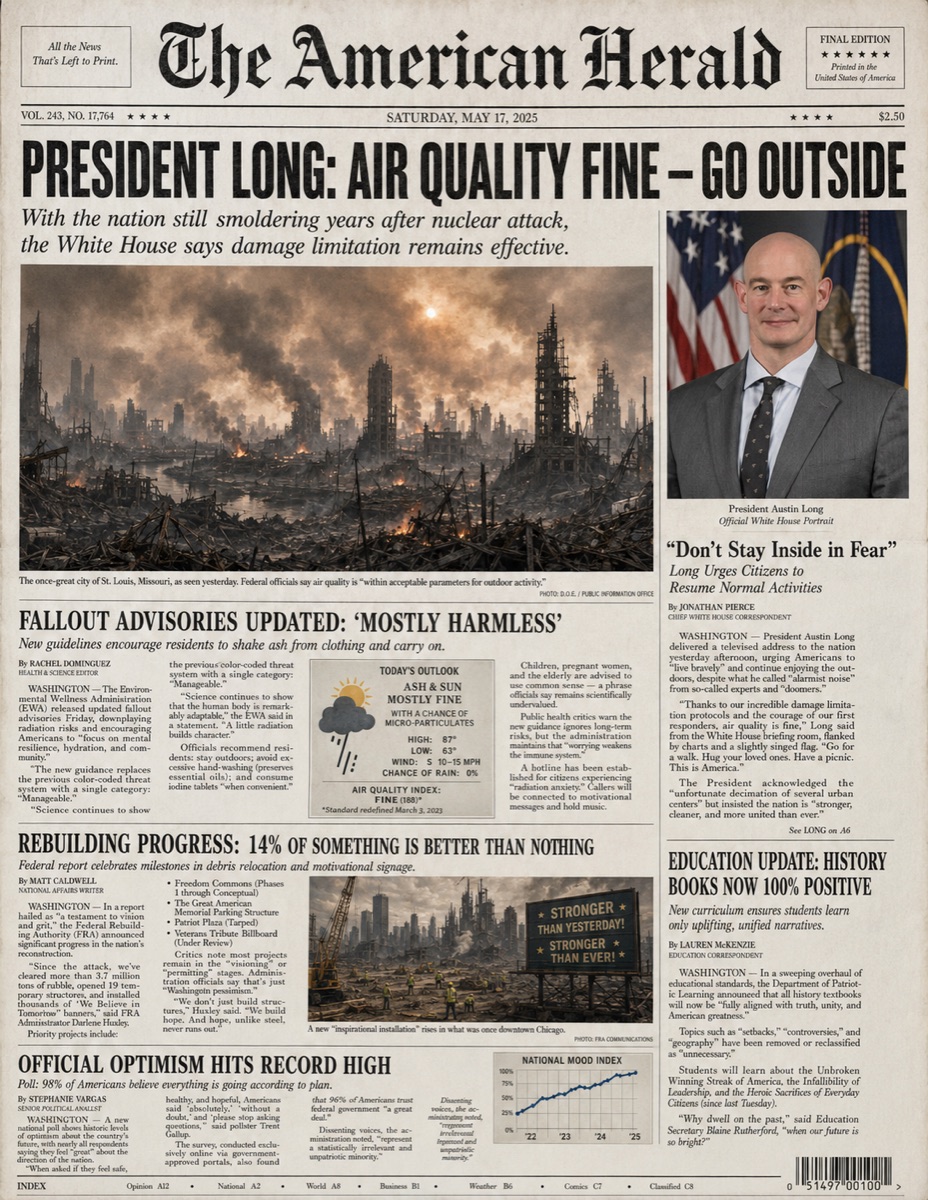 All the News
That's Left to Print.
The American Herald
FINAL EDITION
★ ★ ★ ★ ★ ★
Printed in the
United States of America
VOL. 243, NO. 17,764 ★ ★ ★ ★
SATURDAY, MAY 17, 2025
★ ★ ★ ★ $2.50
PRESIDENT LONG: AIR QUALITY FINE – GO OUTSIDE
With the nation still smoldering years after nuclear attack,
the White House says damage limitation remains effective.
The once-great city of St. Louis, Missouri, as seen yesterday. Federal officials say air quality is "within acceptable parameters for outdoor activity."
PHOTO: D.O.E. / PUBLIC INFORMATION OFFICE
President Austin Long
Official White House Portrait
"Don't Stay Inside in Fear"
Long Urges Citizens to
Resume Normal Activities
By JONATHAN PIERCE
CHIEF WHITE HOUSE CORRESPONDENT
WASHINGTON — President Austin Long
delivered a televised address to the nation
yesterday afternoon, urging Americans to
"live bravely" and continue enjoying the out-
doors, despite what he called "alarmist noise"
from so-called experts and "doomers."
"Thanks to our incredible damage limita-
tion protocols and the courage of our first
responders, air quality is fine," Long said
from the White House briefing room, flanked
by charts and a slightly singed flag. "Go for
a walk. Hug your loved ones. Have a picnic.
This is America."
The President acknowledged the
"unfortunate decimation of several urban
centers" but insisted the nation is "stronger,
cleaner, and more united than ever."
See LONG on A6
FALLOUT ADVISORIES UPDATED: 'MOSTLY HARMLESS'
New guidelines encourage residents to shake ash from clothing and carry on.
By RACHEL DOMINGUEZ
HEALTH & SCIENCE EDITOR
WASHINGTON — The Environ-
mental Wellness Administration
(EWA) released updated fallout
advisories Friday, downplaying
radiation risks and encouraging
Americans to "focus on mental
resilience, hydration, and com-
munity."
"The new guidance replaces
the previous color-coded threat
system with a single category:
"Manageable."
"Science continues to show
the previous color-coded threat
system with a single category:
"Manageable."
"Science continues to show
that the human body is remark-
ably adaptable," the EWA said in
a statement. "A little radiation
builds character."
Officials recommend resi-
dents: stay outdoors; avoid ex-
cessive hand-washing (preserves
essential oils); and consume
iodine tablets "when convenient."
TODAY'S OUTLOOK
ASH & SUN
MOSTLY FINE
WITH A CHANCE OF
MICRO-PARTICULATES
HIGH: 87°
LOW: 63°
WIND: S 10–15 MPH
CHANCE OF RAIN: 0%
AIR QUALITY INDEX:
FINE (188)*
*Standard redefined March 3, 2023
Children, pregnant women,
and the elderly are advised to
use common sense — a phrase
officials say remains scientifically
undervalued.
Public health critics warn the
new guidance ignores long-term
risks, but the administration
maintains that "worrying weakens
the immune system."
A hotline has been estab-
lished for citizens experiencing
"radiation anxiety." Callers will
be connected to motivational
messages and hold music.
REBUILDING PROGRESS: 14% OF SOMETHING IS BETTER THAN NOTHING
Federal report celebrates milestones in debris relocation and motivational signage.
By MATT CALDWELL
NATIONAL AFFAIRS WRITER
WASHINGTON — In a report
hailed as "a testament to vision
and grit," the Federal Rebuild-
ing Authority (FRA) announced
significant progress in the nation's
reconstruction.
"Since the attack, we've
cleared more than 3.7 million
tons of rubble, opened 19 tem-
porary structures, and installed
thousands of 'We Believe in
Tomorrow" banners," said FRA
Administrator Darlene Huxley.
Priority projects include:
• Freedom Commons (Phases
1 through Conceptual)
• The Great American
Memorial Parking Structure
• Patriot Plaza (Tarped)
• Veterans Tribute Billboard
(Under Review)
Critics note most projects
remain in the "visioning" or
"permitting" stages. Adminis-
tration officials say that's just
"Washington pessimism."
"We don't just build struc-
tures," Huxley said. "We build
hope. And hope, unlike steel,
never runs out."
★ STRONGER ★
THAN YESTERDAY!
★ STRONGER ★
THAN EVER!
A new "inspirational installation" rises in what was once downtown Chicago.
PHOTO: FRA COMMUNICATIONS
EDUCATION UPDATE: HISTORY
BOOKS NOW 100% POSITIVE
New curriculum ensures students learn
only uplifting, unified narratives.
By LAUREN McKENZIE
EDUCATION CORRESPONDENT
WASHINGTON — In a sweeping overhaul of
educational standards, the Department of Patriot-
ic Learning announced that all history textbooks
will now be "fully aligned with truth, unity, and
American greatness."
Topics such as "setbacks," "controversies," and
"geography" have been removed or reclassified
as "unnecessary."
Students will learn about the Unbroken
Winning Streak of America, the Infallibility of
Leadership, and the Heroic Sacrifices of Everyday
Citizens (since last Tuesday).
"Why dwell on the past," said Education
Secretary Blaine Rutherford, "when our future is
so bright?"
OFFICIAL OPTIMISM HITS RECORD HIGH
Poll: 98% of Americans believe everything is going according to plan.
By STEPHANIE VARGAS
SENIOR POLITICAL ANALYST
WASHINGTON — A new
national poll shows historic levels
of optimism about the country's
future, with nearly all respondents
saying they feel "great" about the
direction of the nation.
"When asked if they feel safe,
healthy, and hopeful, Americans
said 'absolutely,' 'without a
doubt,' and 'please stop asking
questions,'" said pollster Trent
Gallup.
The survey, conducted exclu-
sively online via government-
approved portals, also found
that 96% of Americans trust
federal government "a great
deal."
Dissenting voices, the ad-
ministration noted, "represent
a statistically irrelevant and
unpatriotic minority."
Dissenting
voices, the ac-
ministrating noted,
"represent
irrelevant
and
unpatriotic
minority."
NATIONAL MOOD INDEX
100%
75%
50%
25%
0%
'22 '23 '24 '25
INDEX Opinion A12 • National A2 • World A8 • Business B1 • Weather B6 • Comics C7 • Classified C8
0 51497 00100 >